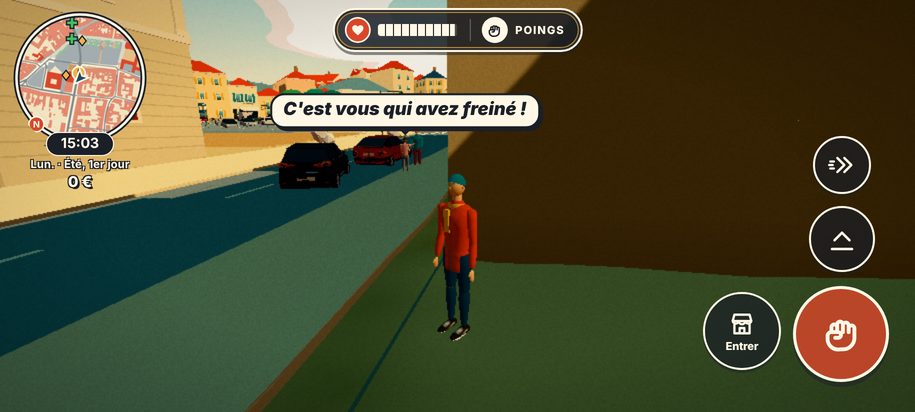 POINGS
C'est vous qui avez freiné !
N
15:03
Lun. · Été, 1er jour
0 €
Entrer